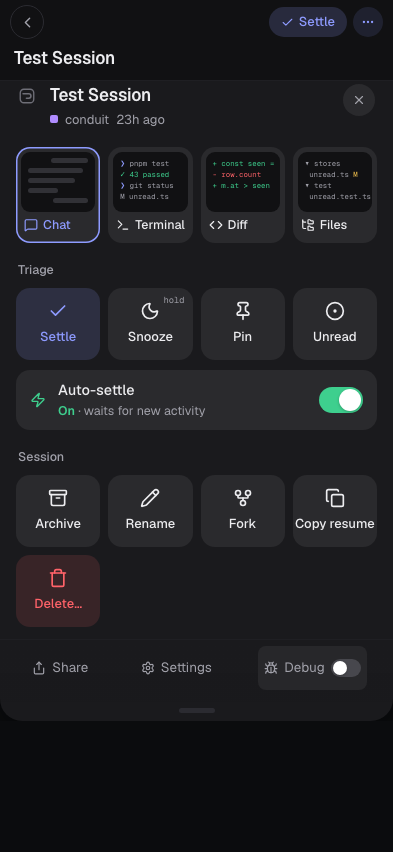 Settle
Test Session
Test Session
conduit 23h ago
❯ pnpm test
✓ 43 passed
❯ git status
M unread.ts
+ const seen =
- row.count
+ m.at > seen
▾ stores
unread.ts M
▾ test
unread.test.ts
Chat
Terminal
Diff
Files
Triage
hold
Settle
Snooze
Pin
Unread
Auto-settle
On · waits for new activity
Session
Archive
Rename
Fork
Copy resume
Delete…
Share
Settings
Debug